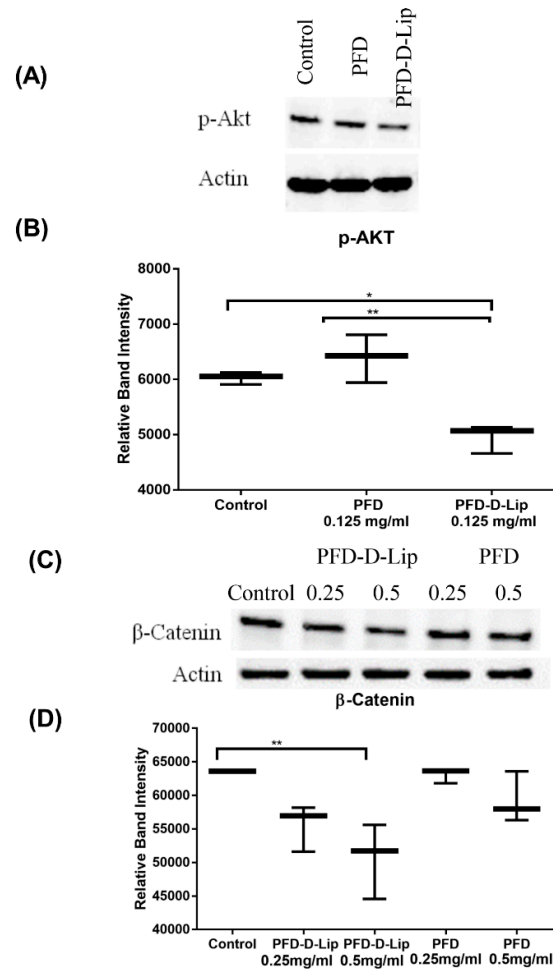 (A)
Control
PFD
PFD-D-Lip
p-Akt
Actin
(B)
p-AKT
Relative Band Intensity
8000
7000
6000
5000
4000
*
**
Control
PFD
0.125 mg/ml
PFD-D-Lip
0.125 mg/ml
(C)
PFD-D-Lip PFD
Control 0.25 0.5 0.25 0.5
β-Catenin
Actin
(D)
β-Catenin
Relative Band Intensity
70000
65000
60000
55000
50000
45000
40000
**
Control
PFD-D-Lip
0.25mg/ml
PFD-D-Lip
0.5mg/ml
PFD
0.25mg/ml
PFD
0.5mg/ml